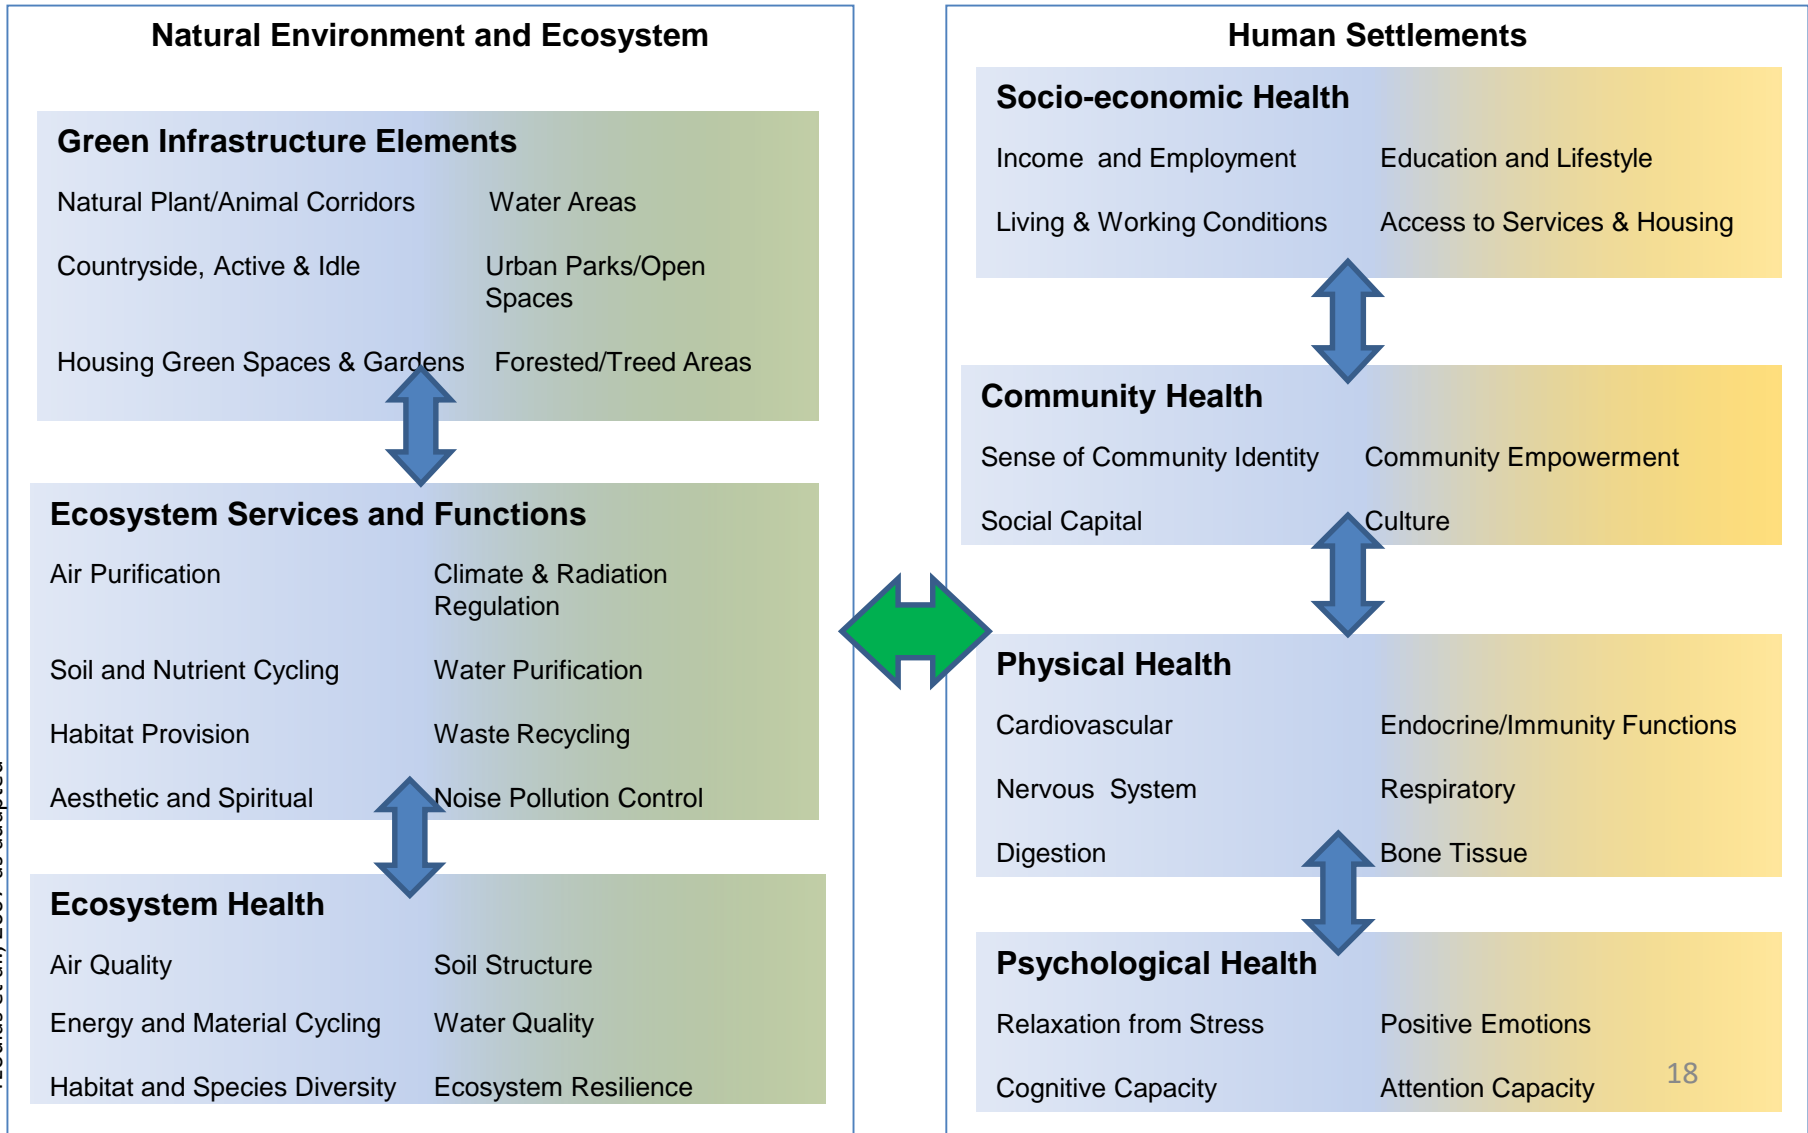 Natural Environment and Ecosystem
Green Infrastructure Elements
Natural Plant/Animal Corridors Water Areas
Countryside, Active & Idle Urban Parks/Open
Spaces
Housing Green Spaces & Gardens Forested/Treed Areas
Ecosystem Services and Functions
Air Purification Climate & Radiation
Regulation
Soil and Nutrient Cycling Water Purification
Habitat Provision Waste Recycling
Aesthetic and Spiritual Noise Pollution Control
Ecosystem Health
Air Quality Soil Structure
Energy and Material Cycling Water Quality
Habitat and Species Diversity Ecosystem Resilience
Human Settlements
Socio-economic Health
Income and Employment Education and Lifestyle
Living & Working Conditions Access to Services & Housing
Community Health
Sense of Community Identity Community Empowerment
Social Capital Culture
Physical Health
Cardiovascular Endocrine/Immunity Functions
Nervous System Respiratory
Digestion Bone Tissue
Psychological Health
Relaxation from Stress Positive Emotions
Cognitive Capacity Attention Capacity
18